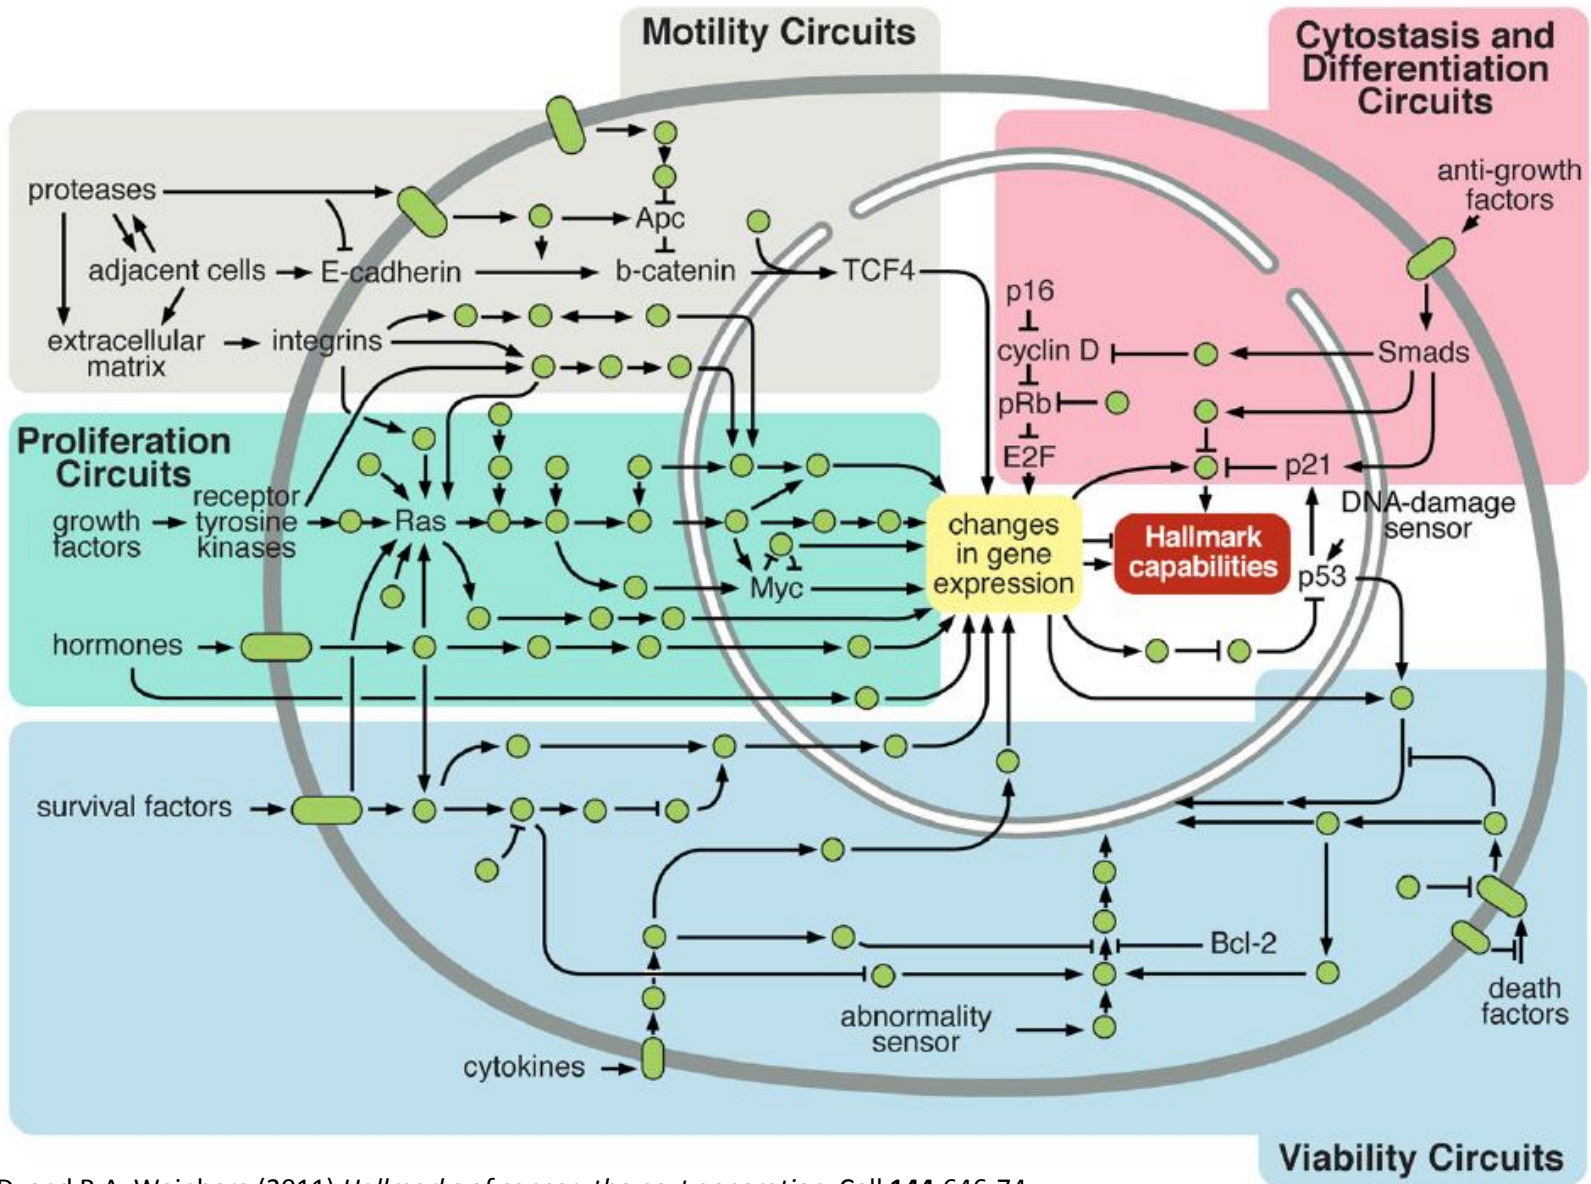 Motility Circuits
Cytostasis and
Differentiation
Circuits
proteases
adjacent cells
extracellular
matrix
E-cadherin
integrins
Apc
b-catenin
TCF4
anti-growth
factors
p16
cyclin D
pRb
E2F
Smads
p21
DNA-damage
sensor
p53
Proliferation
Circuits
growth
factors
receptor
tyrosine
kinases
Ras
Myc
changes
in gene
expression
Hallmark
capabilities
hormones
survival factors
cytokines
abnormality
sensor
Bcl-2
death
factors
Viability Circuits